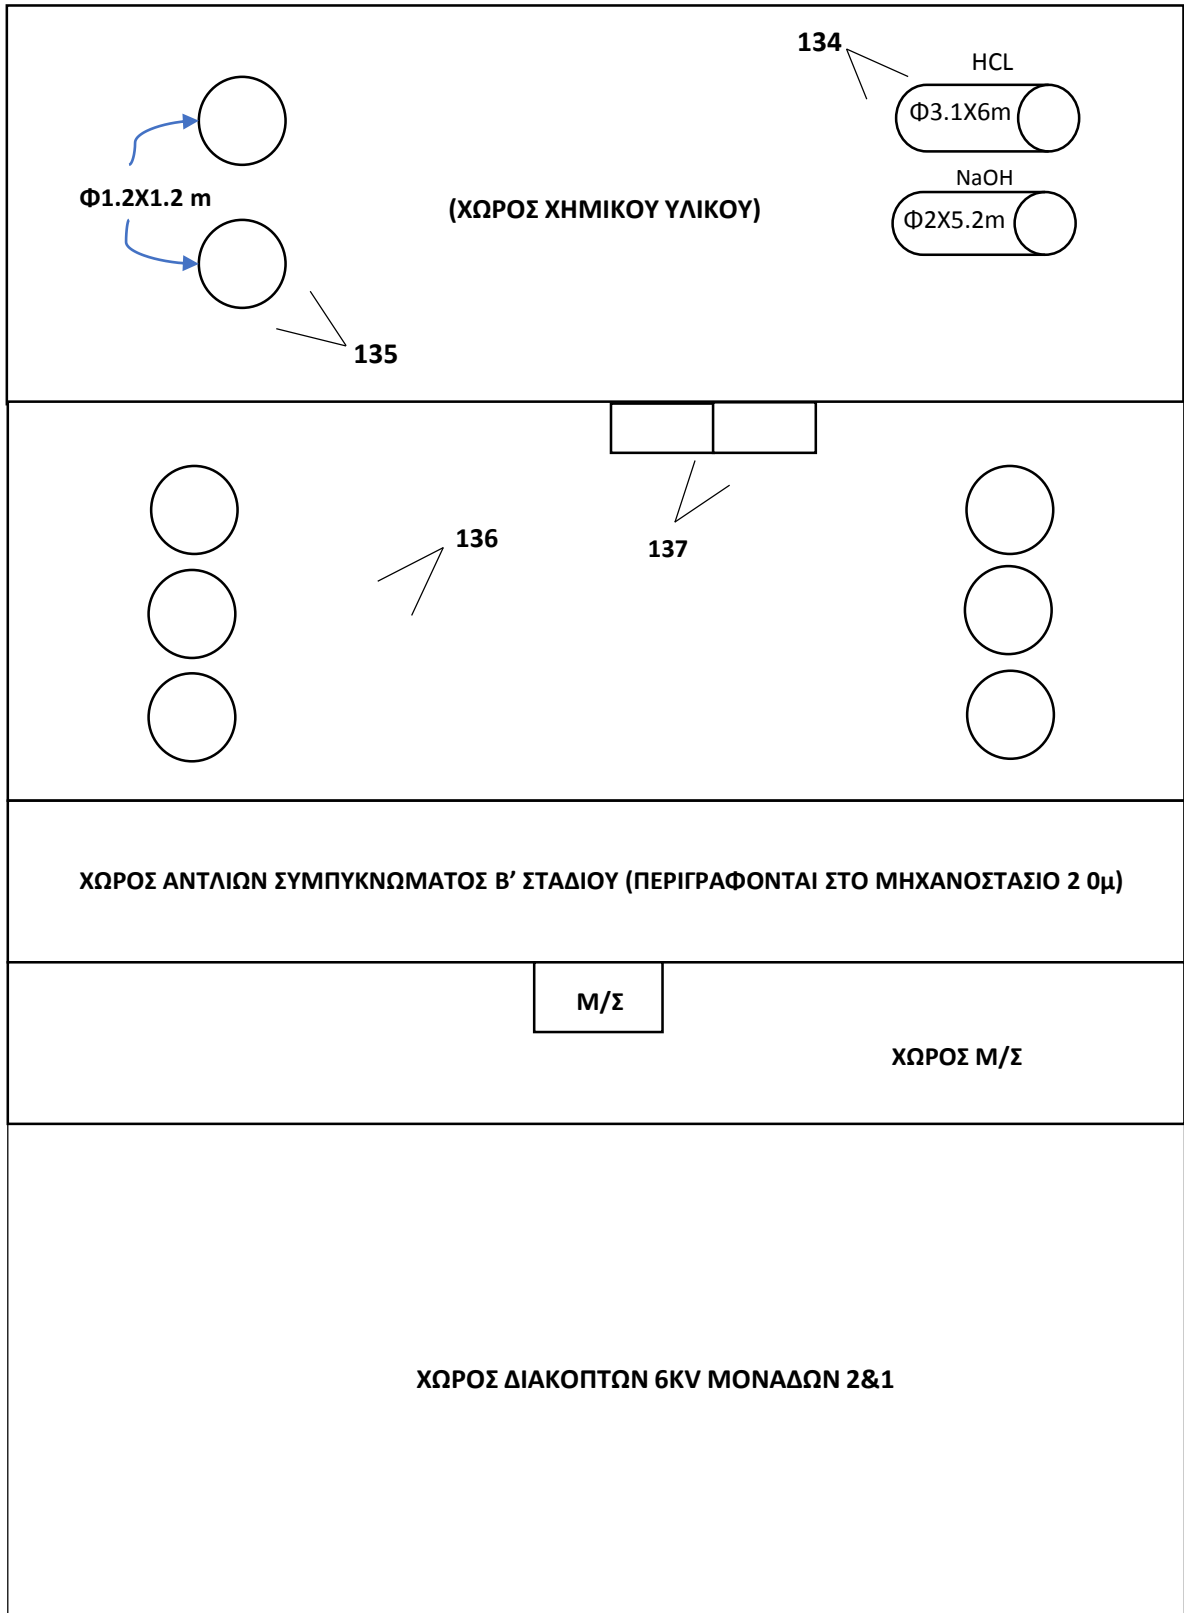 134
HCL
Φ3.1X6m
NaOH
Φ2X5.2m
Φ1.2X1.2 m
(ΧΩΡΟΣ ΧΗΜΙΚΟΥ ΥΛΙΚΟΥ)
135
136
137
ΧΩΡΟΣ ΑΝΤΛΙΩΝ ΣΥΜΠΥΚΝΩΜΑΤΟΣ Β’ ΣΤΑΔΙΟΥ (ΠΕΡΙΓΡΑΦΟΝΤΑΙ ΣΤΟ ΜΗΧΑΝΟΣΤΑΣΙΟ 2 0μ)
Μ/Σ
ΧΩΡΟΣ Μ/Σ
ΧΩΡΟΣ ΔΙΑΚΟΠΤΩΝ 6KV ΜΟΝΑΔΩΝ 2&1